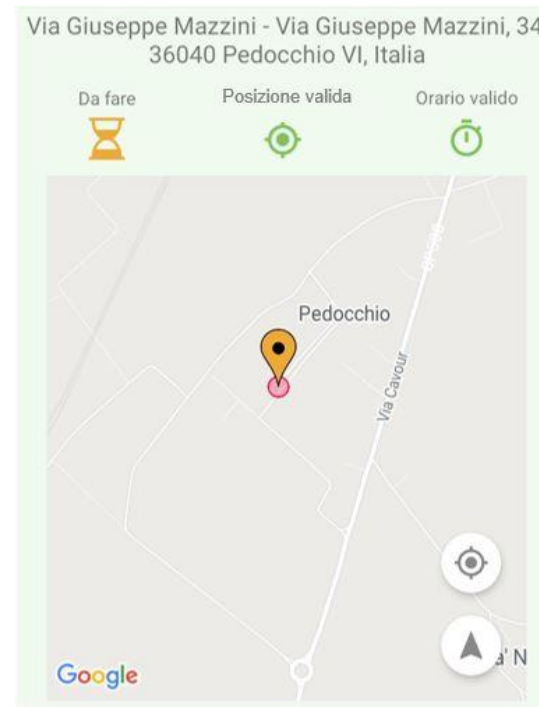 Via Giuseppe Mazzini - Via Giuseppe Mazzini, 34
36040 Pedocchio VI, Italia
Da fare
Posizione valida
Orario valido
SP500
Pedocchio
Via Cavour
a' N
Google